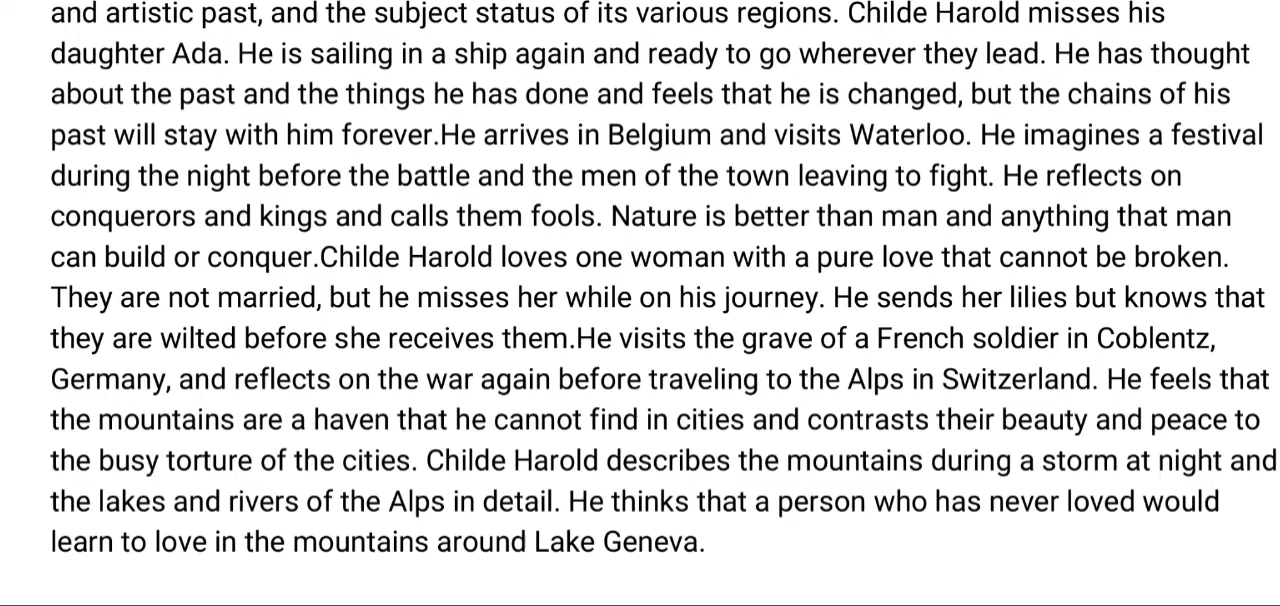 and artistic past, and the subject status of its various regions. Childe Harold misses his
daughter Ada. He is sailing in a ship again and ready to go wherever they lead. He has thought
about the past and the things he has done and feels that he is changed, but the chains of his
past will stay with him forever.He arrives in Belgium and visits Waterloo. He imagines a festival
during the night before the battle and the men of the town leaving to fight. He reflects on
conquerors and kings and calls them fools. Nature is better than man and anything that man
can build or conquer.Childe Harold loves one woman with a pure love that cannot be broken.
They are not married, but he misses her while on his journey. He sends her lilies but knows that
they are wilted before she receives them.He visits the grave of a French soldier in Coblentz,
Germany, and reflects on the war again before traveling to the Alps in Switzerland. He feels that
the mountains are a haven that he cannot find in cities and contrasts their beauty and peace to
the busy torture of the cities. Childe Harold describes the mountains during a storm at night and
the lakes and rivers of the Alps in detail. He thinks that a person who has never loved would
learn to love in the mountains around Lake Geneva.